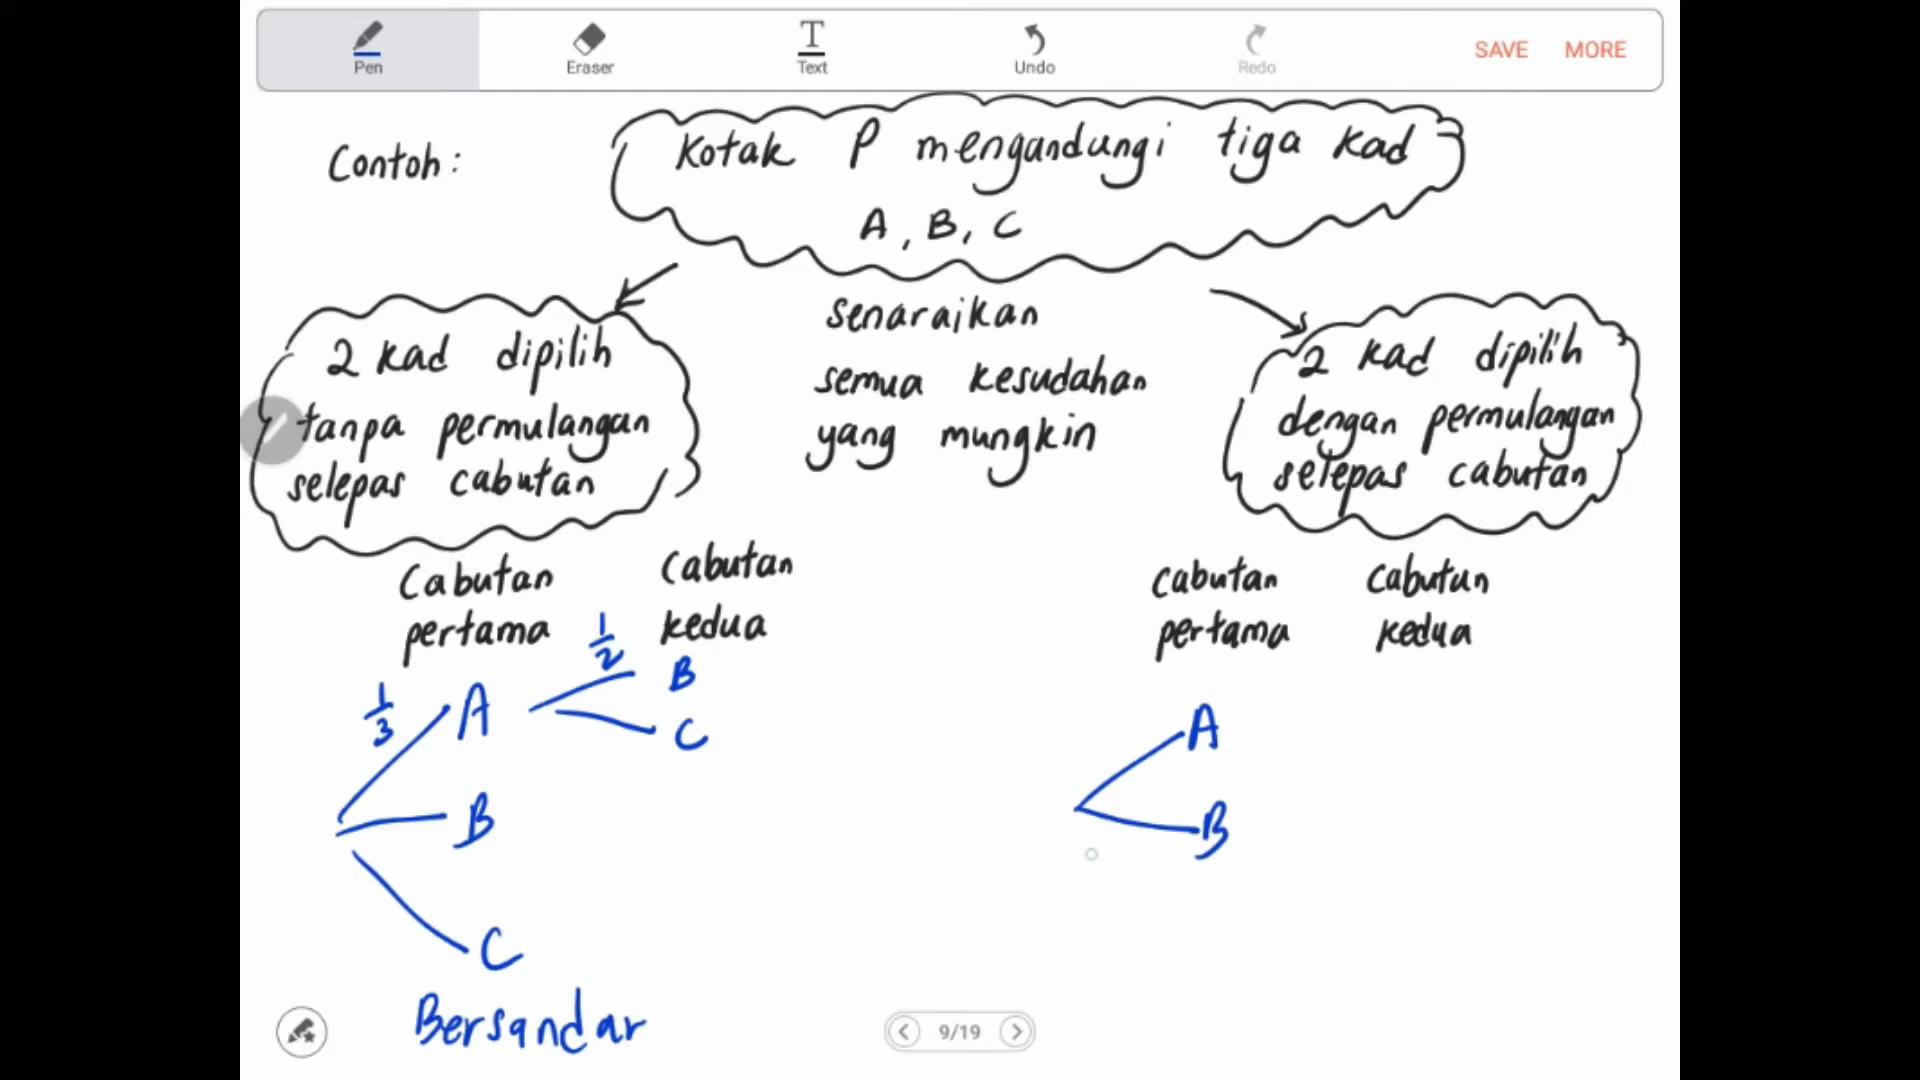 Pen
Eraser
Text
Undo
Redo
SAVE
MORE
Contoh:
Kotak P mengandungi tiga kad
A, B, C
2 kad dipilih
tanpa permulangan
selepas cabutan
senaraikan
semua kesudahan
yang mungkin
2 kad dipilih
dengan permulangan
selepas cabutan
Cabutan
pertama
Cabutan
kedua
1/3
A
1/2
B
C
B
C
Bersandar
cabutan
pertama
cabutan
kedua
A
B
9/19